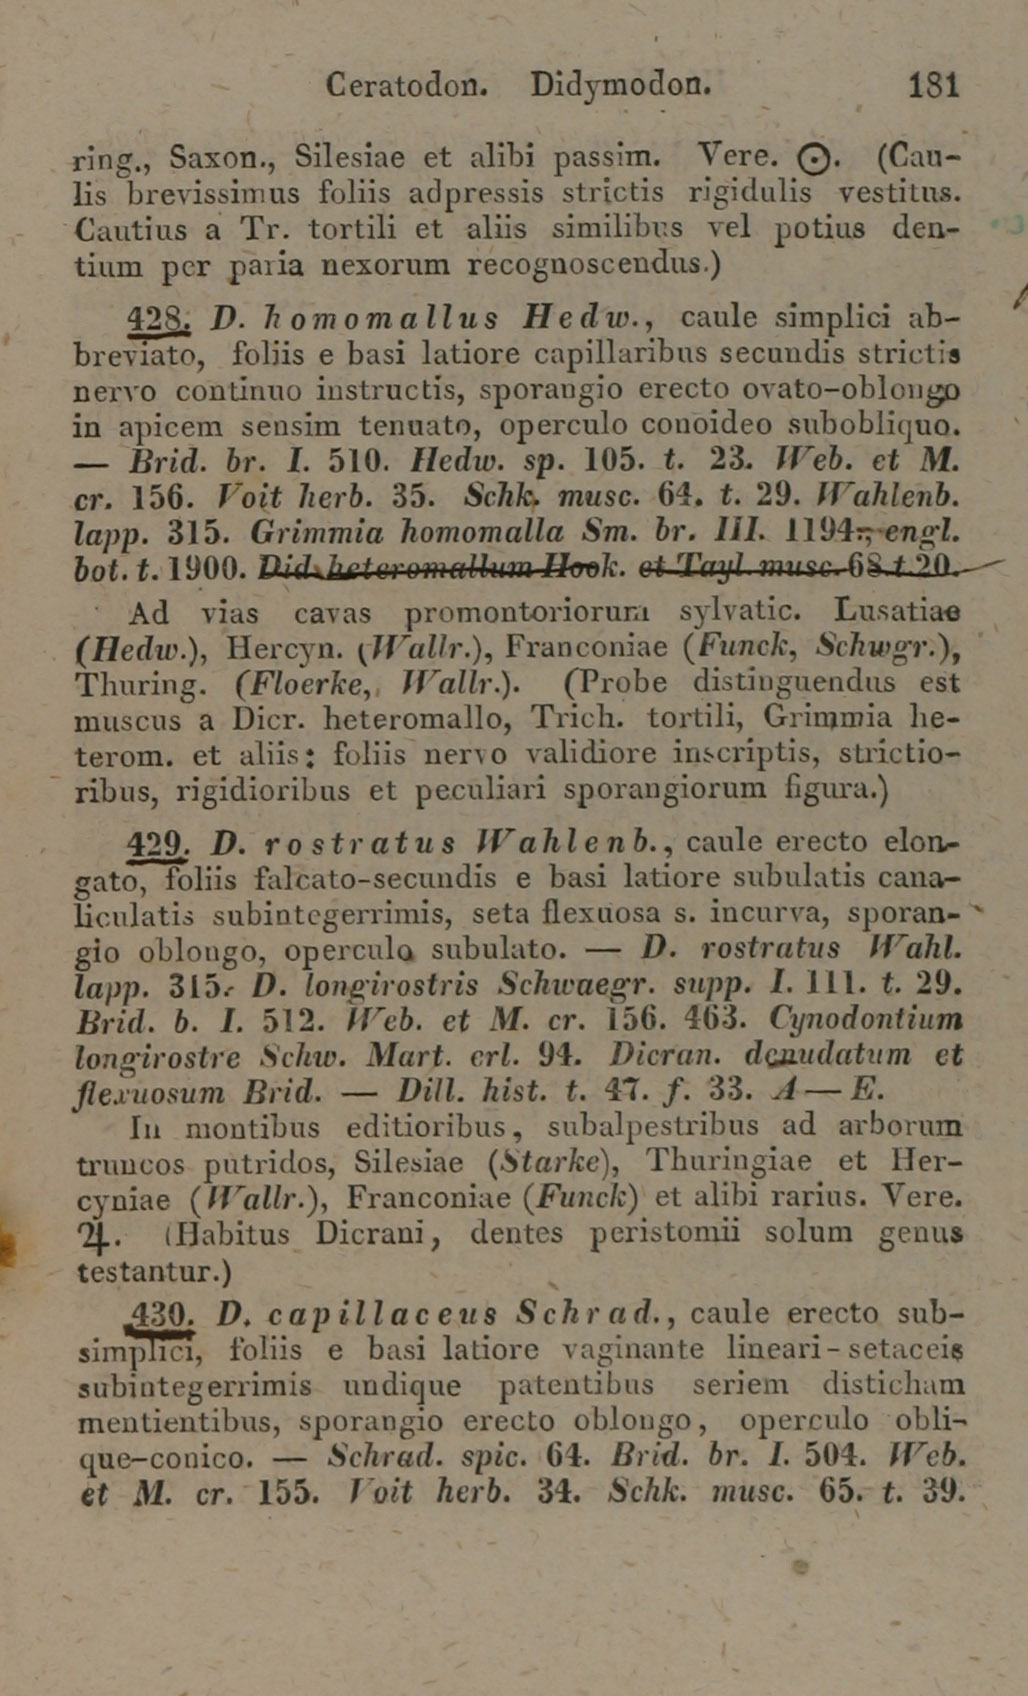 Ceratodon. Didymodon. 181
ring., Saxon., Silesiae et alibi passim. Vere. ☉. (Cau-
lis brevissimus foliis adpressis strictis rigidulis vestitus.
Cautius a Tr. tortili et aliis similibus vel potius den-
tium per paria nexorum recognoscendus.)
428. D. homomallus Hedw., caule simplici ab-
breviato, foliis e basi latiore capillaribus secundis strictis
nervo continuo instructis, sporangio erecto ovato-oblongo
in apicem sensim tenuato, operculo conoideo subobliquo.
— Brid. br. I. 510. Hedw. sp. 105. t. 23. Web. et M.
cr. 156. Voit herb. 35. Schk. musc. 64. t. 29. Wahlenb.
lapp. 315. Grimmia homomalla Sm. br. III. 1194., engl.
bot. t. 1900. Did. heteromallum Hook. et Tayl. musc. 68 t. 20.
Ad vias cavas promontoriorum sylvatic. Lusatiae
(Hedw.), Hercyn. (Wallr.), Franconiae (Funck, Schwgr.),
Thuring. (Floerke, Wallr.). (Probe distinguendus est
muscus a Dicr. heteromallo, Trich. tortili, Grimmia he-
terom. et aliis: foliis nervo validiore inscriptis, strictio-
ribus, rigidioribus et peculiari sporangiorum figura.)
429. D. rostratus Wahlenb., caule erecto elon-
gato, foliis falcato-secundis e basi latiore subulatis cana-
liculatis subintegerrimis, seta flexuosa s. incurva, sporan-
gio oblongo, operculo subulato. — D. rostratus Wahl.
lapp. 315. D. longirostris Schwaegr. supp. I. 111. t. 29.
Brid. b. I. 512. Web. et M. cr. 156. 463. Cynodontium
longirostre Schw. Mart. erl. 94. Dicran. denudatum et
flexuosum Brid. — Dill. hist. t. 47. f. 33. A — E.
In montibus editioribus, subalpestribus ad arborum
truncos putridos, Silesiae (Starke), Thuringiae et Her-
cyniae (Wallr.), Franconiae (Funck) et alibi rarius. Vere.
♃. (Habitus Dicrani, dentes peristomii solum genus
testantur.)
430. D. capillaceus Schrad., caule erecto sub-
simplici, foliis e basi latiore vaginante lineari-setaceis
subintegerrimis undique patentibus seriem disticham
mentientibus, sporangio erecto oblongo, operculo obli-
que-conico. — Schrad. spic. 64. Brid. br. I. 504. Web.
et M. cr. 155. Voit herb. 34. Schk. musc. 65. t. 39.